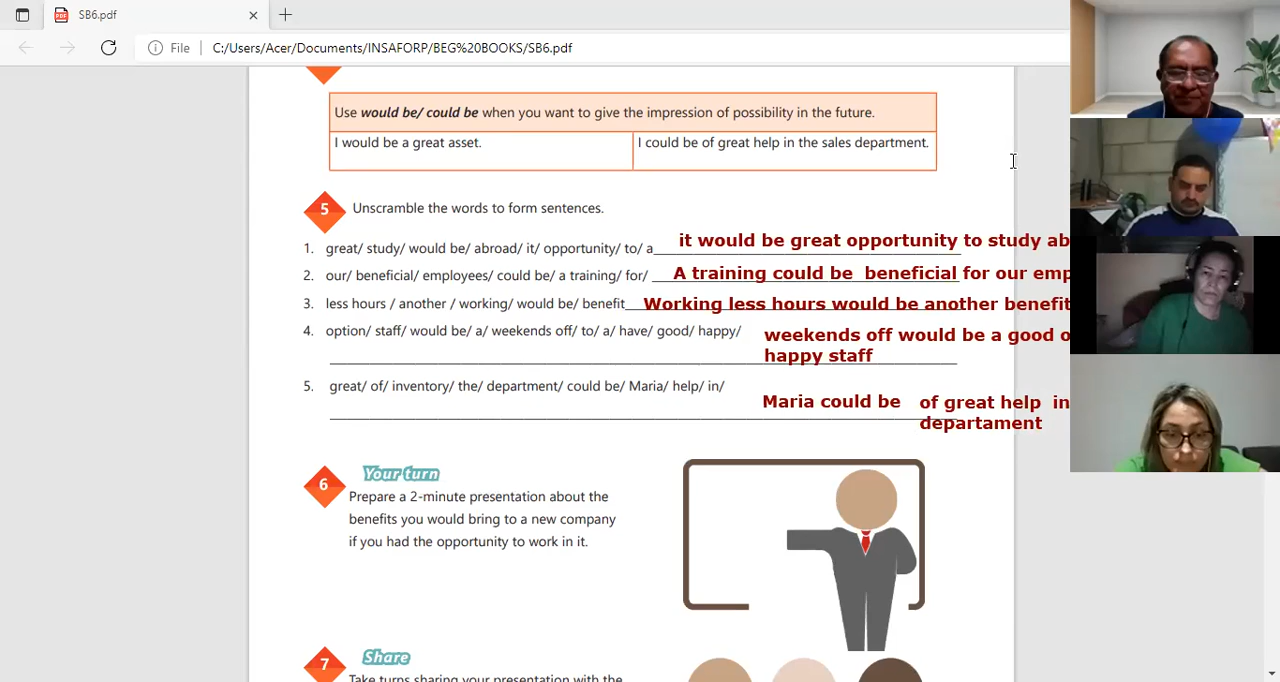 SB6.pdf
File C:/Users/Acer/Documents/INSAFORP/BEG%20BOOKS/SB6.pdf
Use would be/ could be when you want to give the impression of possibility in the future.
I would be a great asset. I could be of great help in the sales department.
5 Unscramble the words to form sentences.
1. great/ study/ would be/ abroad/ it/ opportunity/ to/ a it would be great opportunity to study ab
2. our/ beneficial/ employees/ could be/ a training/ for/ A training could be beneficial for our emp
3. less hours / another / working/ would be/ benefit Working less hours would be another benefit
4. option/ staff/ would be/ a/ weekends off/ to/ a/ have/ good/ happy/ weekends off would be a good o
happy staff
5. great/ of/ inventory/ the/ department/ could be/ Maria/ help/ in/
Maria could be of great help in
departament
6 Your turn
Prepare a 2-minute presentation about the
benefits you would bring to a new company
if you had the opportunity to work in it.
7 Share
Take turns sharing your presentation with the